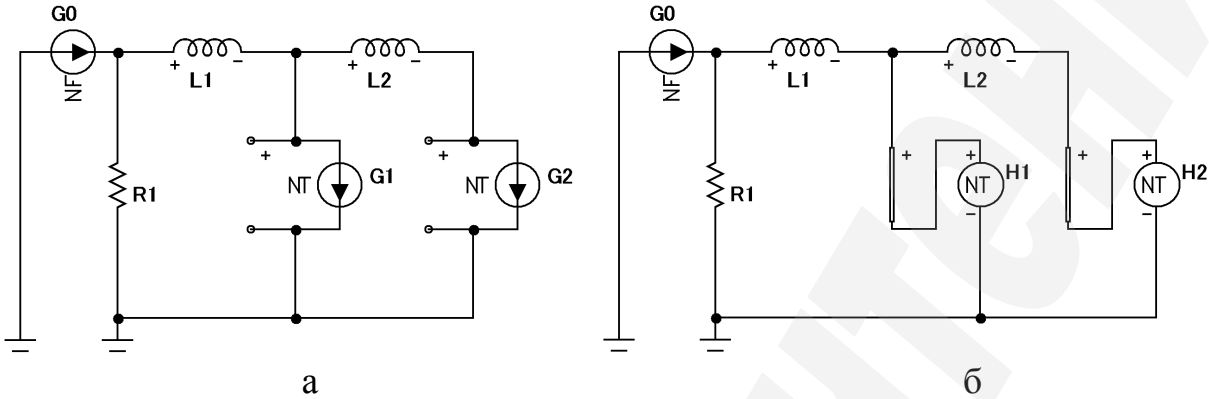 G0
NF
R1
+ L1 −
+ L2 −
+
NT
G1
+
NT
G2
а
G0
NF
R1
+ L1 −
+ L2 −
+
+
NT
−
H1
+
+
NT
−
H2
б